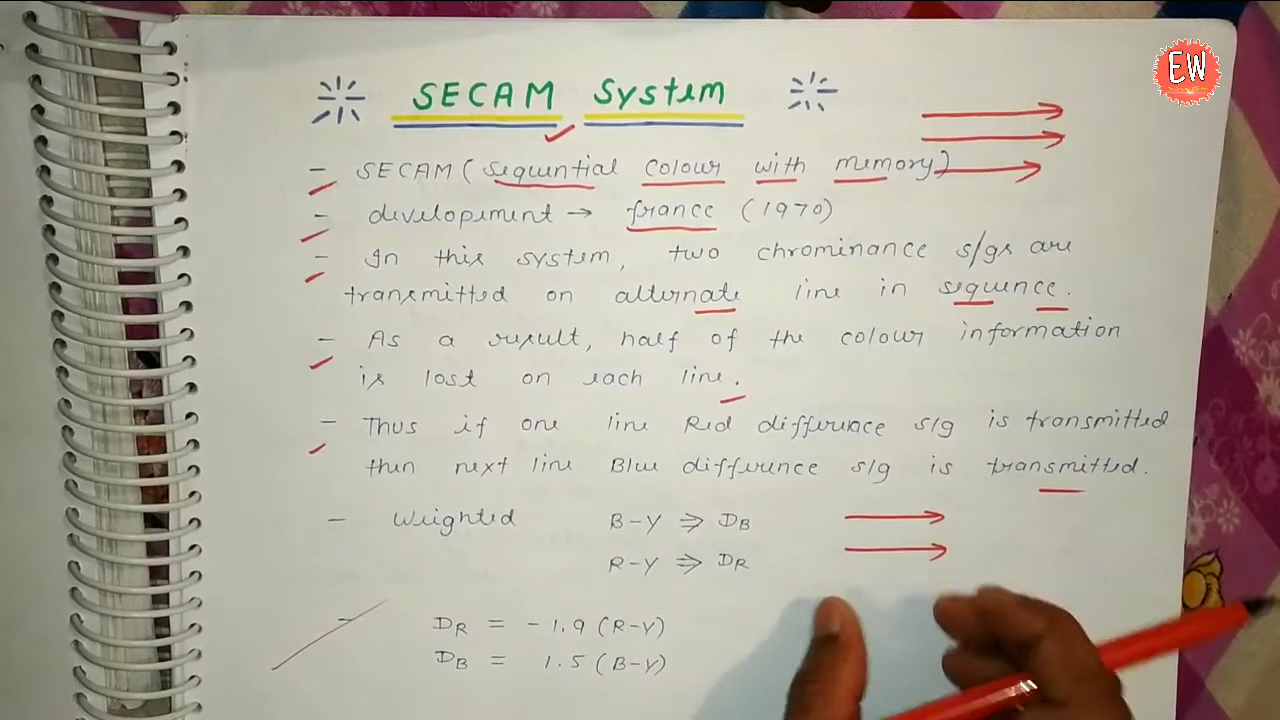 EW
SECAM System
- SECAM (sequential colour with memory)
- developement → france (1970)
- In this system, two chrominance s/gs are
transmitted on alternate line in sequence.
- As a result, half of the colour information
is lost on each line.
- Thus if one line Red difference s/g is transmitted
then next line Blue difference s/g is transmitted.
- Weighted B-Y ⇒ DB
R-Y ⇒ DR
- DR = -1.9 (R-Y)
DB = 1.5 (B-Y)